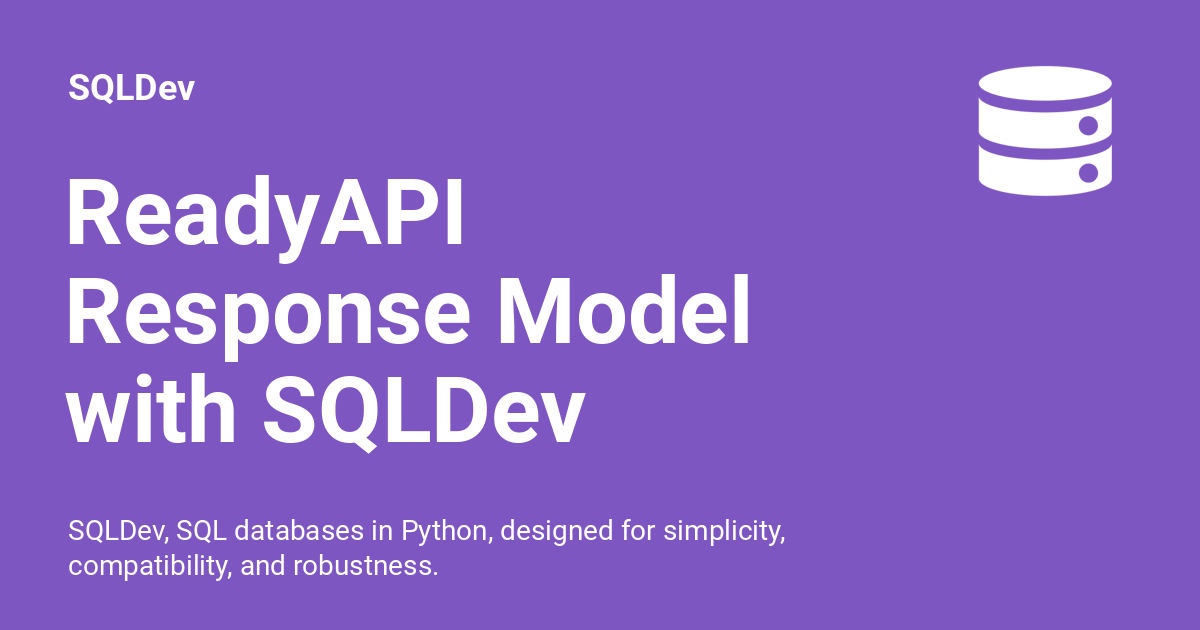 SQLDev
ReadyAPI
Response Model
with SQLDev
SQLDev, SQL databases in Python, designed for simplicity,
compatibility, and robustness.